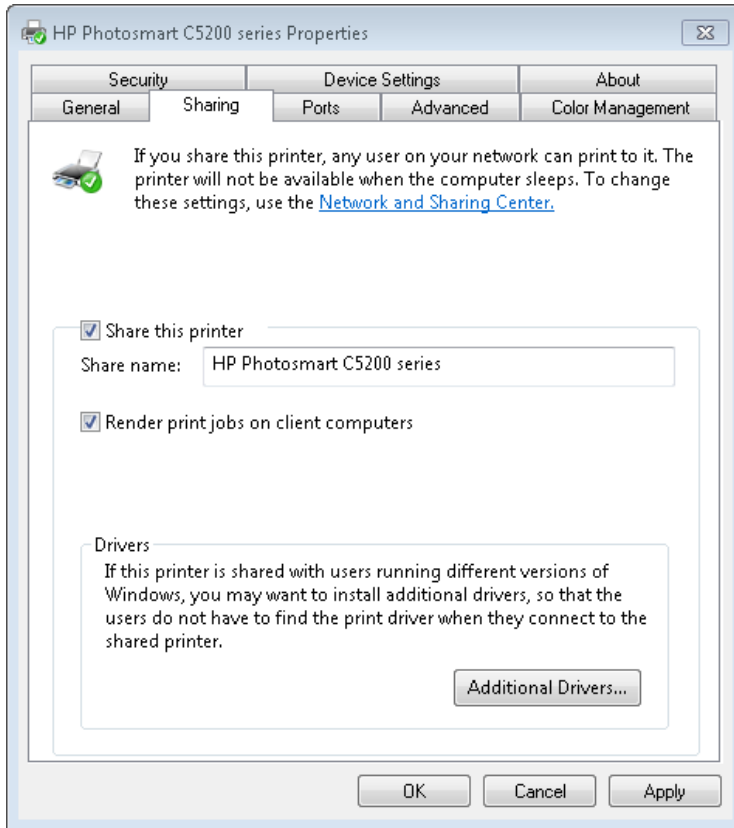 HP Photosmart C5200 series Properties
Security Device Settings About
General Sharing Ports Advanced Color Management
If you share this printer, any user on your network can print to it. The
printer will not be available when the computer sleeps. To change
these settings, use the Network and Sharing Center.
Share this printer
Share name: HP Photosmart C5200 series
Render print jobs on client computers
Drivers
If this printer is shared with users running different versions of
Windows, you may want to install additional drivers, so that the
users do not have to find the print driver when they connect to the
shared printer.
Additional Drivers...
OK Cancel Apply